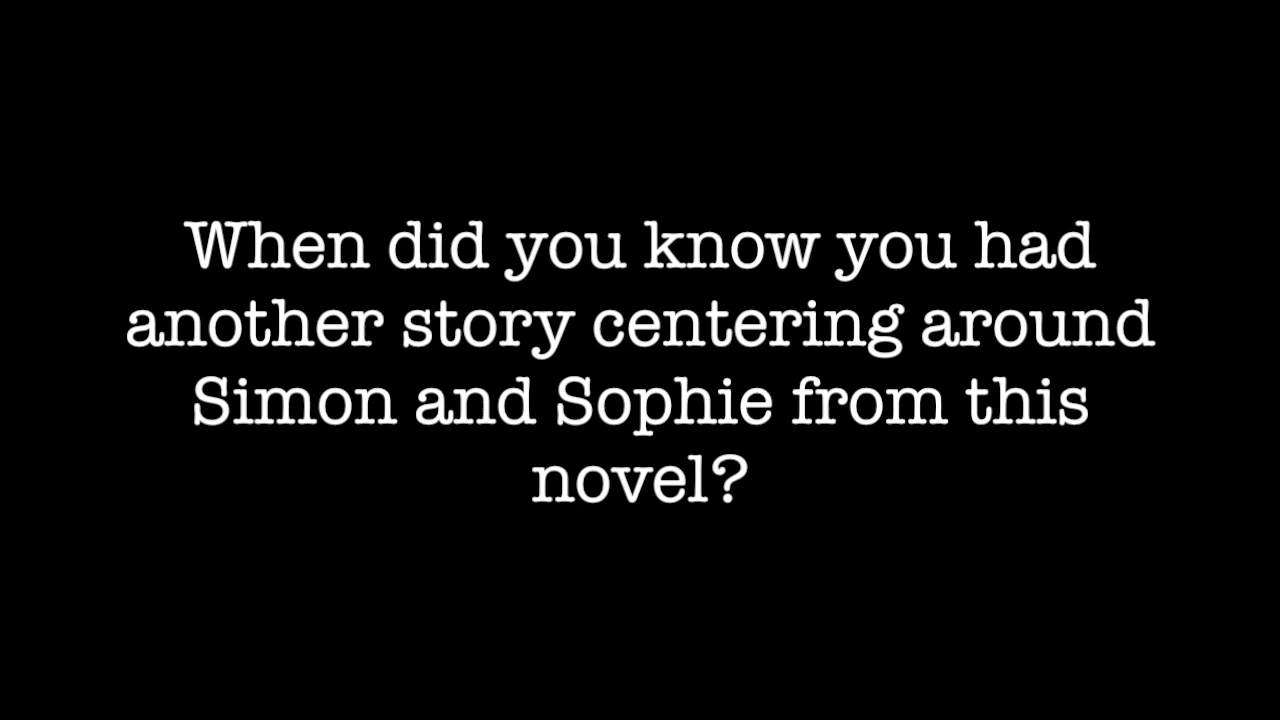 When did you know you had
another story centering around
Simon and Sophie from this
novel?